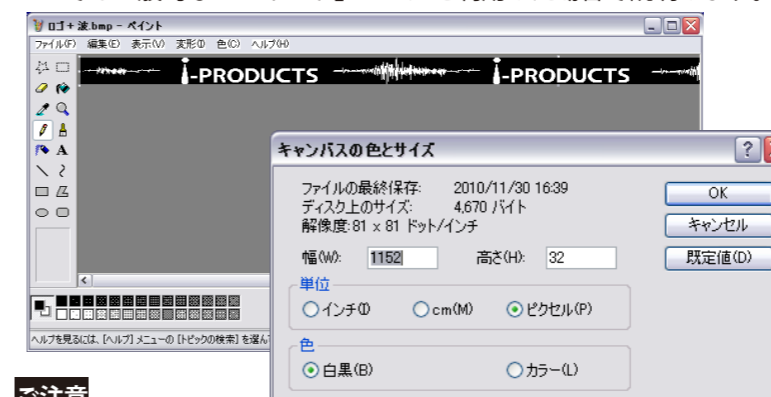 ロゴ+波.bmp - ペイント
ファイル(F) 編集(E) 表示(V) 変形(I) 色(C) ヘルプ(H)
i-PRODUCTS i-PRODUCTS
キャンバスの色とサイズ
ファイルの最終保存: 2010/11/30 16:39
ディスク上のサイズ: 4,670 バイト
解像度:81 x 81 ドット/インチ
幅(W): 1152 高さ(H): 32
単位
インチ(I) cm(M) ピクセル(P)
色
白黒(B) カラー(L)
OK
キャンセル
既定値(D)
ヘルプを見るには、[ヘルプ] メニューの [トピックの検索] を選ん
ご注意